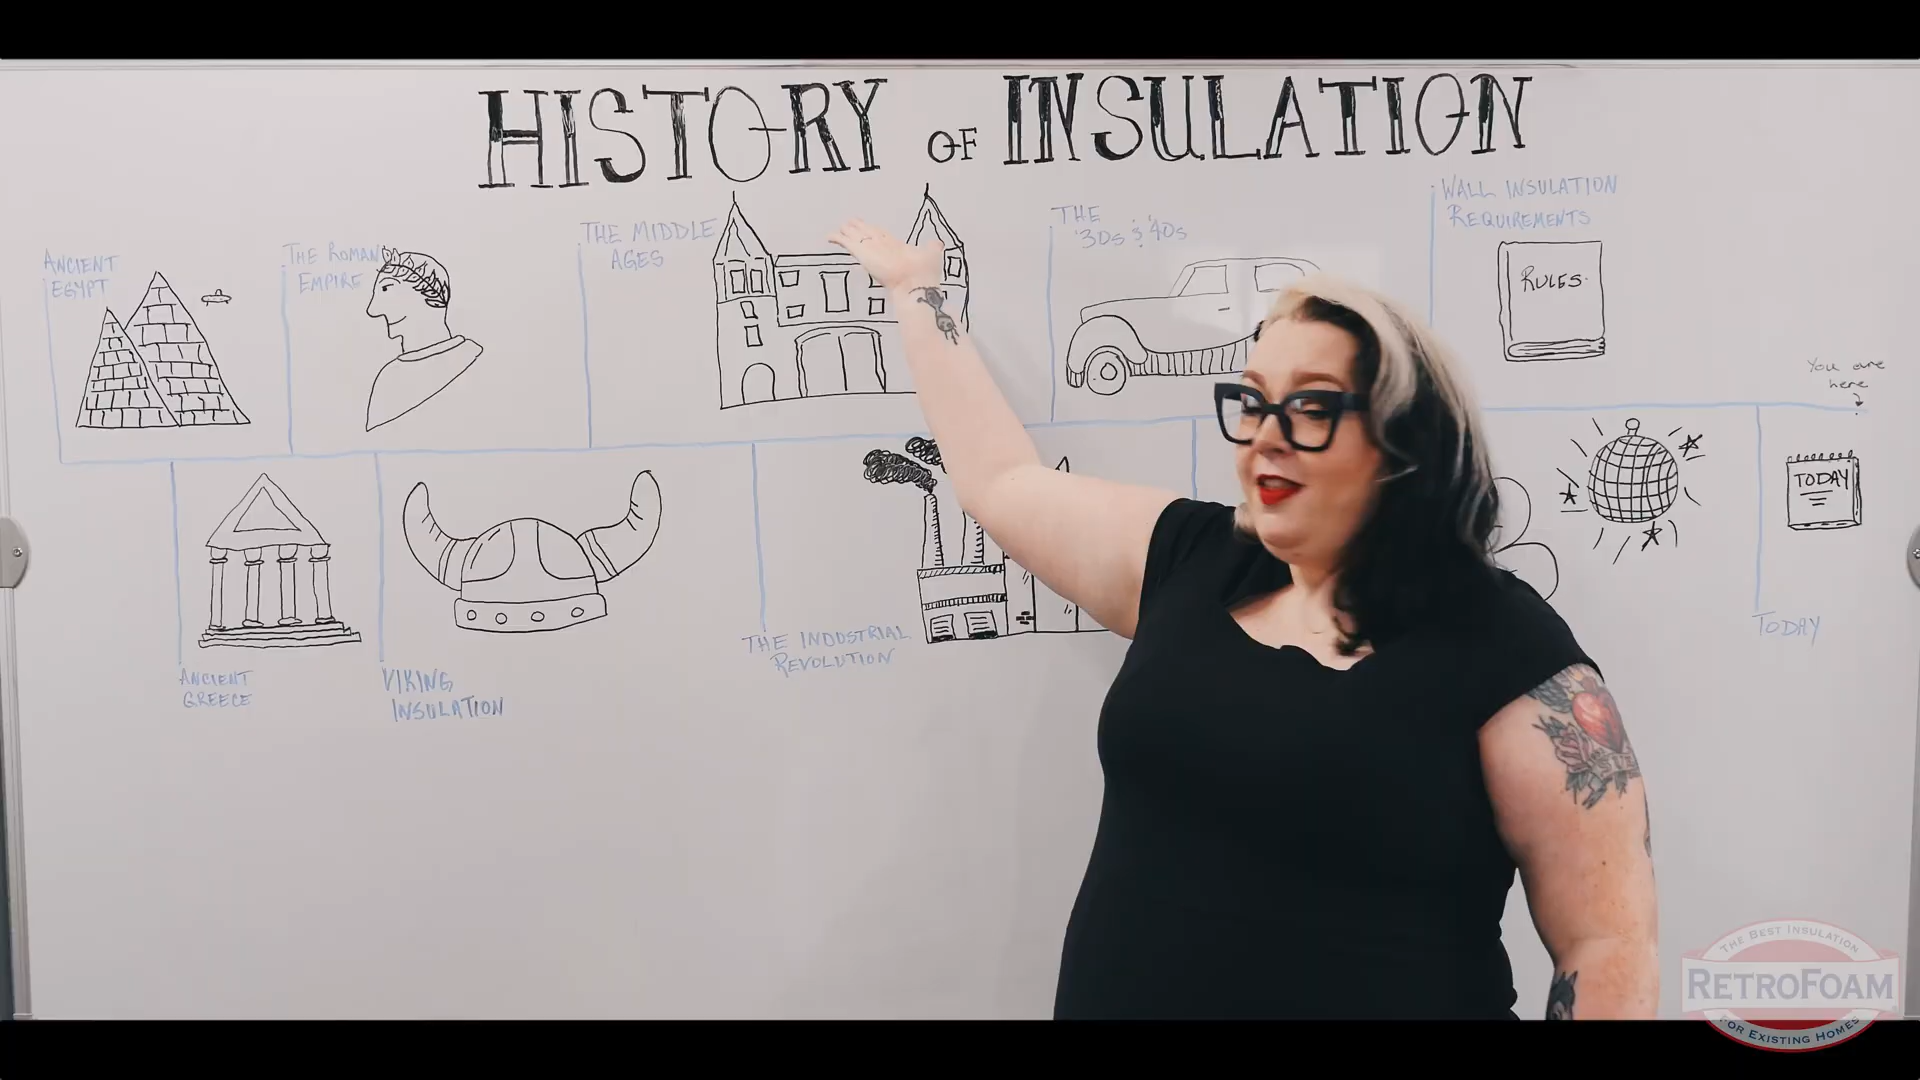 HISTORY OF INSULATION
ANCIENT
EGYPT
THE ROMAN
EMPIRE
THE MIDDLE
AGES
THE
'30s & '40s
WALL INSULATION
REQUIREMENTS
RULES.
You are
here
TODAY
ANCIENT
GREECE
VIKING
INSULATION
THE INDUSTRIAL
REVOLUTION
TODAY
THE BEST INSULATION
RETROFOAM
FOR EXISTING HOMES